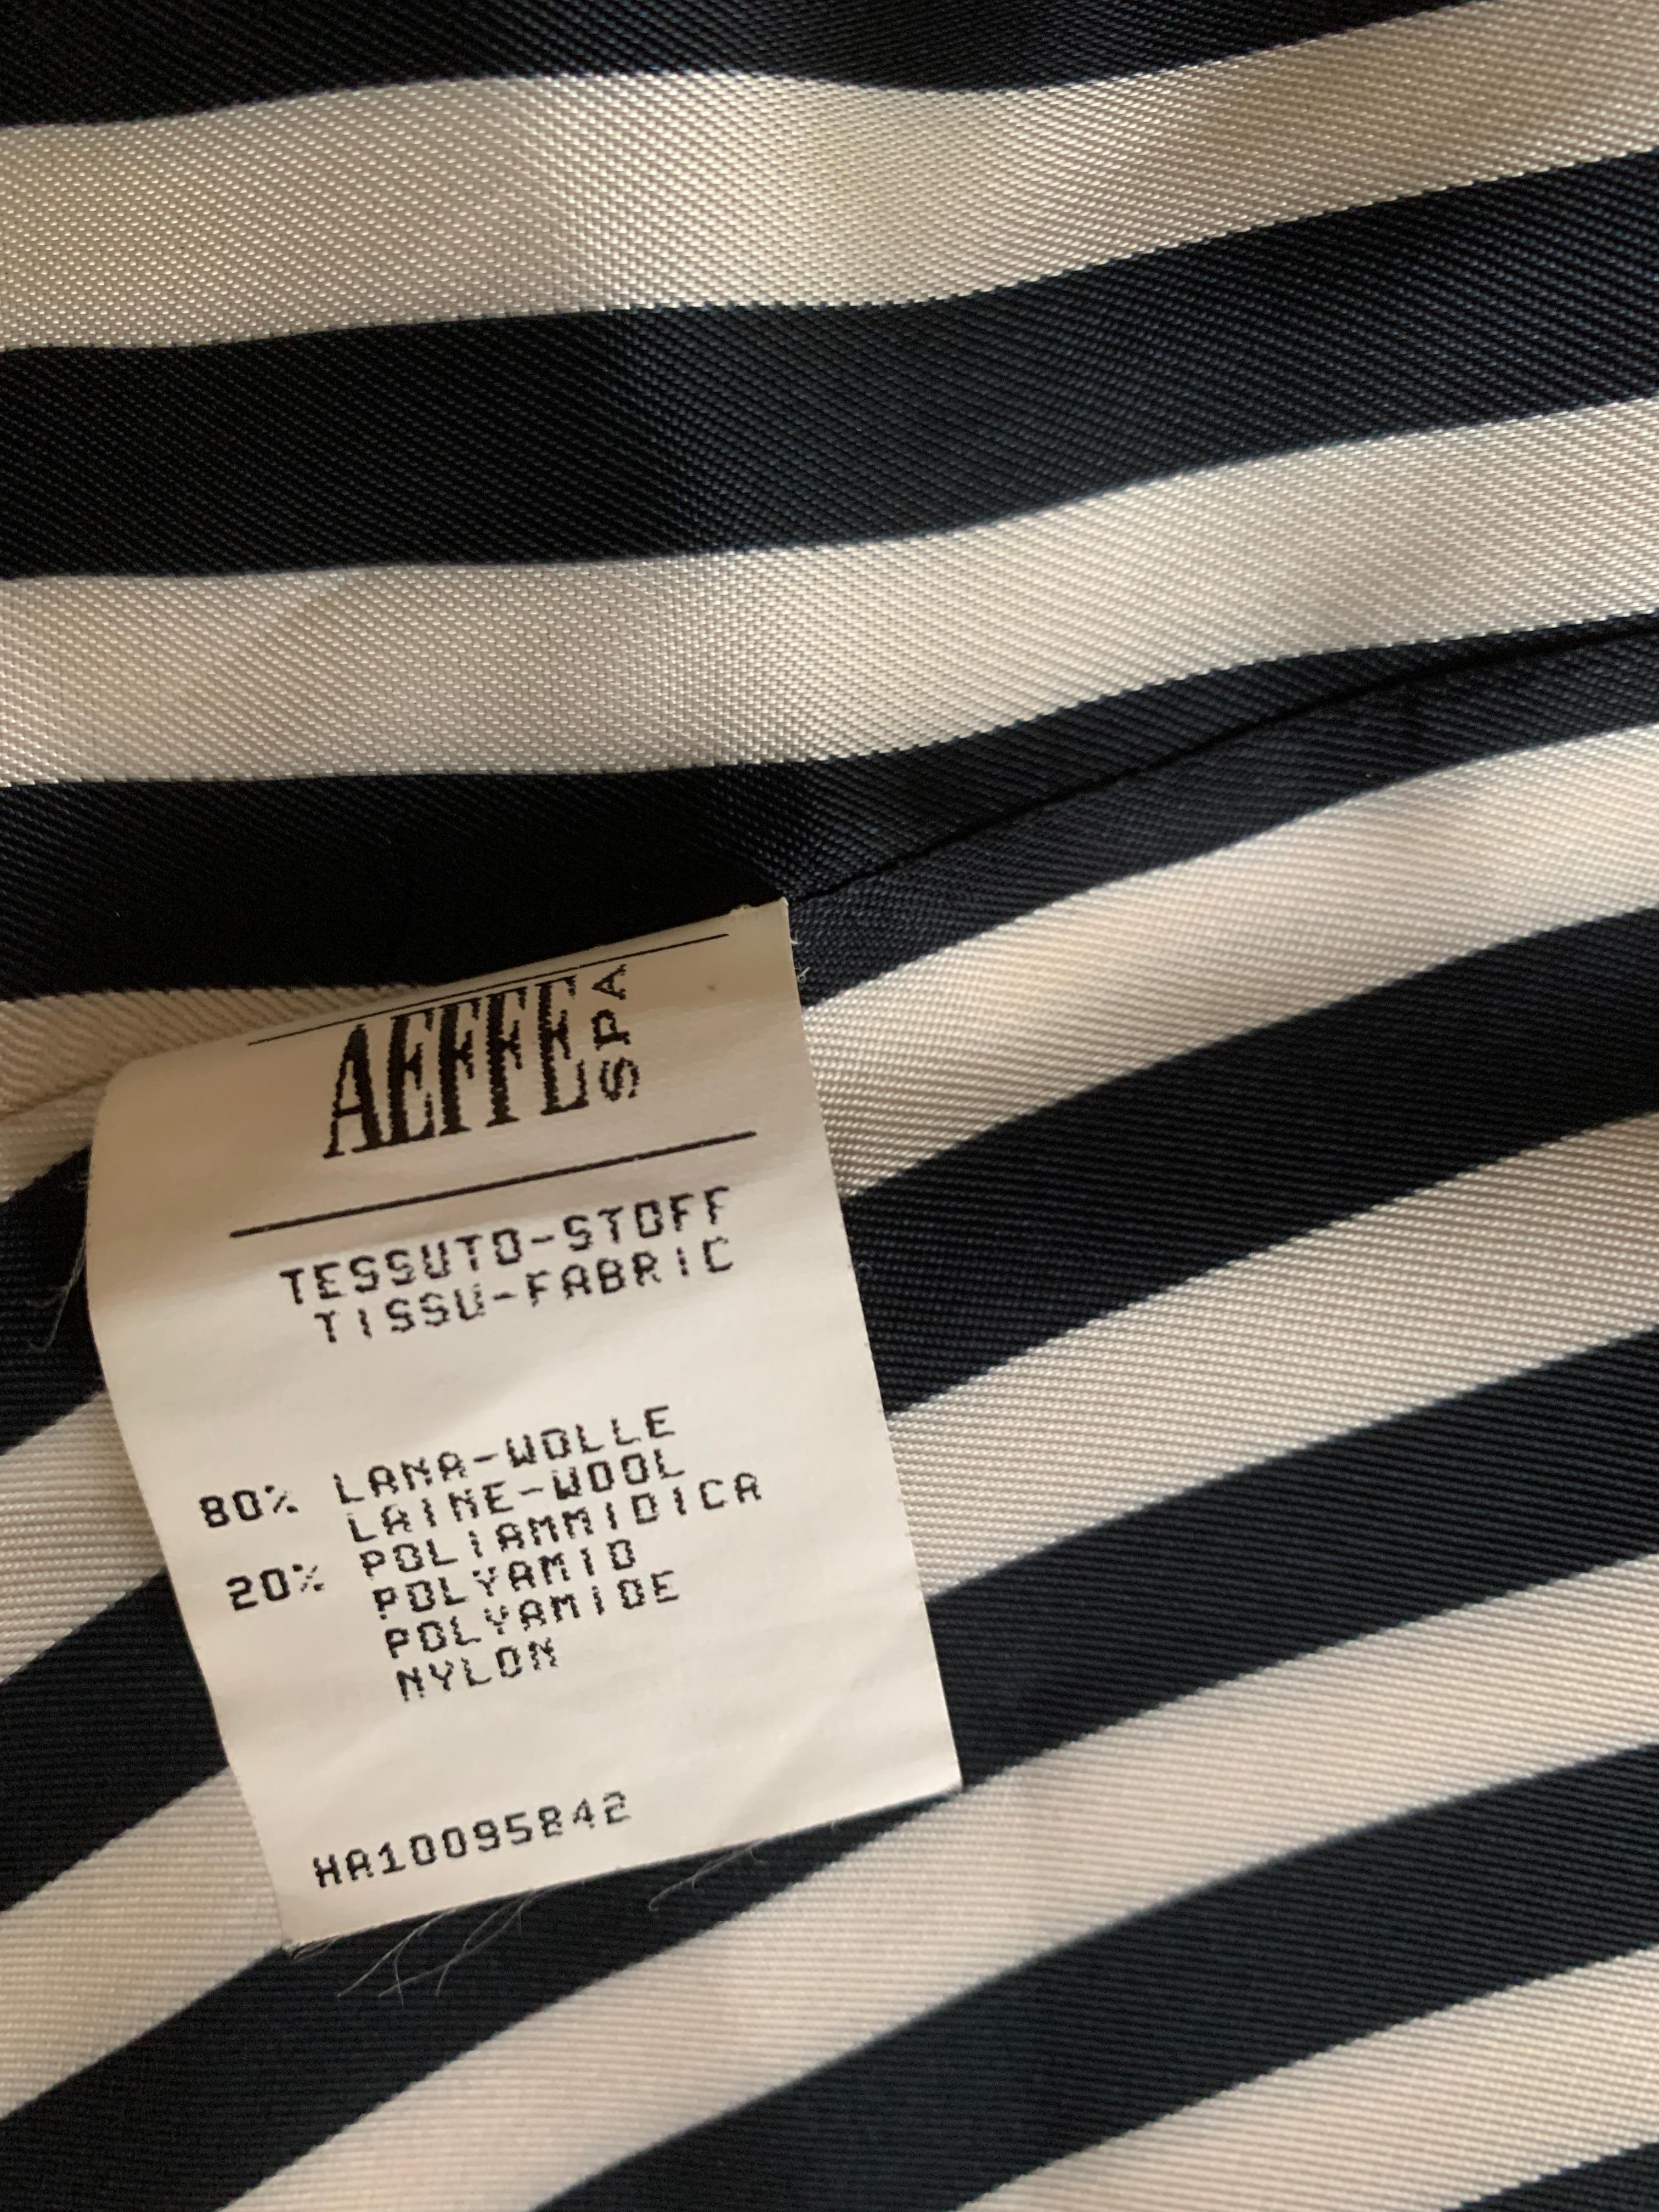 AEFFE SPA
TESSUTO-STOFF
TISSU-FABRIC
80% LANA-WOLLE
LAINE-WOOL
20% POLIAMMIDICA
POLYAMID
POLYAMIDE
NYLON
HA10095842